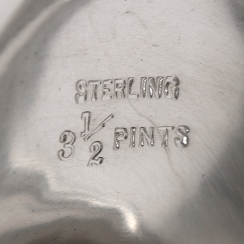 STERLING
3 1/2 PINTS